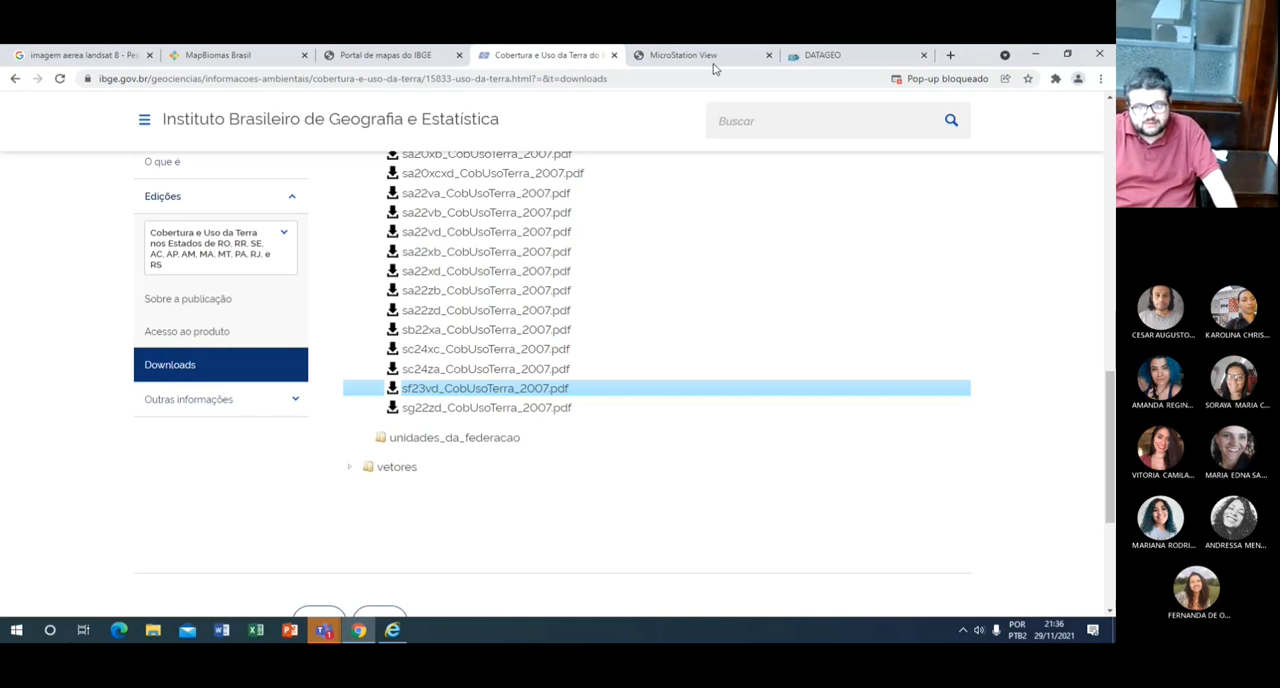 imagem aerea landsat 8 - Pes
MapBiomas Brasil
Portal de mapas do IBGE
Cobertura e Uso da Terra do
MicroStation View
DATAGEO
ibge.gov.br/geociencias/informacoes-ambientais/cobertura-e-uso-da-terra/15833-uso-da-terra.html?=&t=downloads
Pop-up bloqueado
Instituto Brasileiro de Geografia e Estatística
Buscar
O que é
Edições
Cobertura e Uso da Terra
nos Estados de RO, RR, SE,
AC, AP, AM, MA, MT, PA, RJ, e
RS
Sobre a publicação
Acesso ao produto
Downloads
Outras informações
sa20xb_CobUsoTerra_2007.pdf
sa20xcxd_CobUsoTerra_2007.pdf
sa22va_CobUsoTerra_2007.pdf
sa22vb_CobUsoTerra_2007.pdf
sa22vd_CobUsoTerra_2007.pdf
sa22xb_CobUsoTerra_2007.pdf
sa22xd_CobUsoTerra_2007.pdf
sa22zb_CobUsoTerra_2007.pdf
sa22zd_CobUsoTerra_2007.pdf
sb22xa_CobUsoTerra_2007.pdf
sc24xc_CobUsoTerra_2007.pdf
sc24za_CobUsoTerra_2007.pdf
sf23vd_CobUsoTerra_2007.pdf
sg22zd_CobUsoTerra_2007.pdf
unidades_da_federacao
vetores
CESAR AUGUSTO...
KAROLINA CHRIS...
AMANDA REGIN...
SORAYA MARIA C...
VITORIA CAMILA...
MARIA EDNA SA...
MARIANA RODRI...
ANDRESSA MEN...
FERNANDA DE O...
POR
PTB2
21:36
29/11/2021